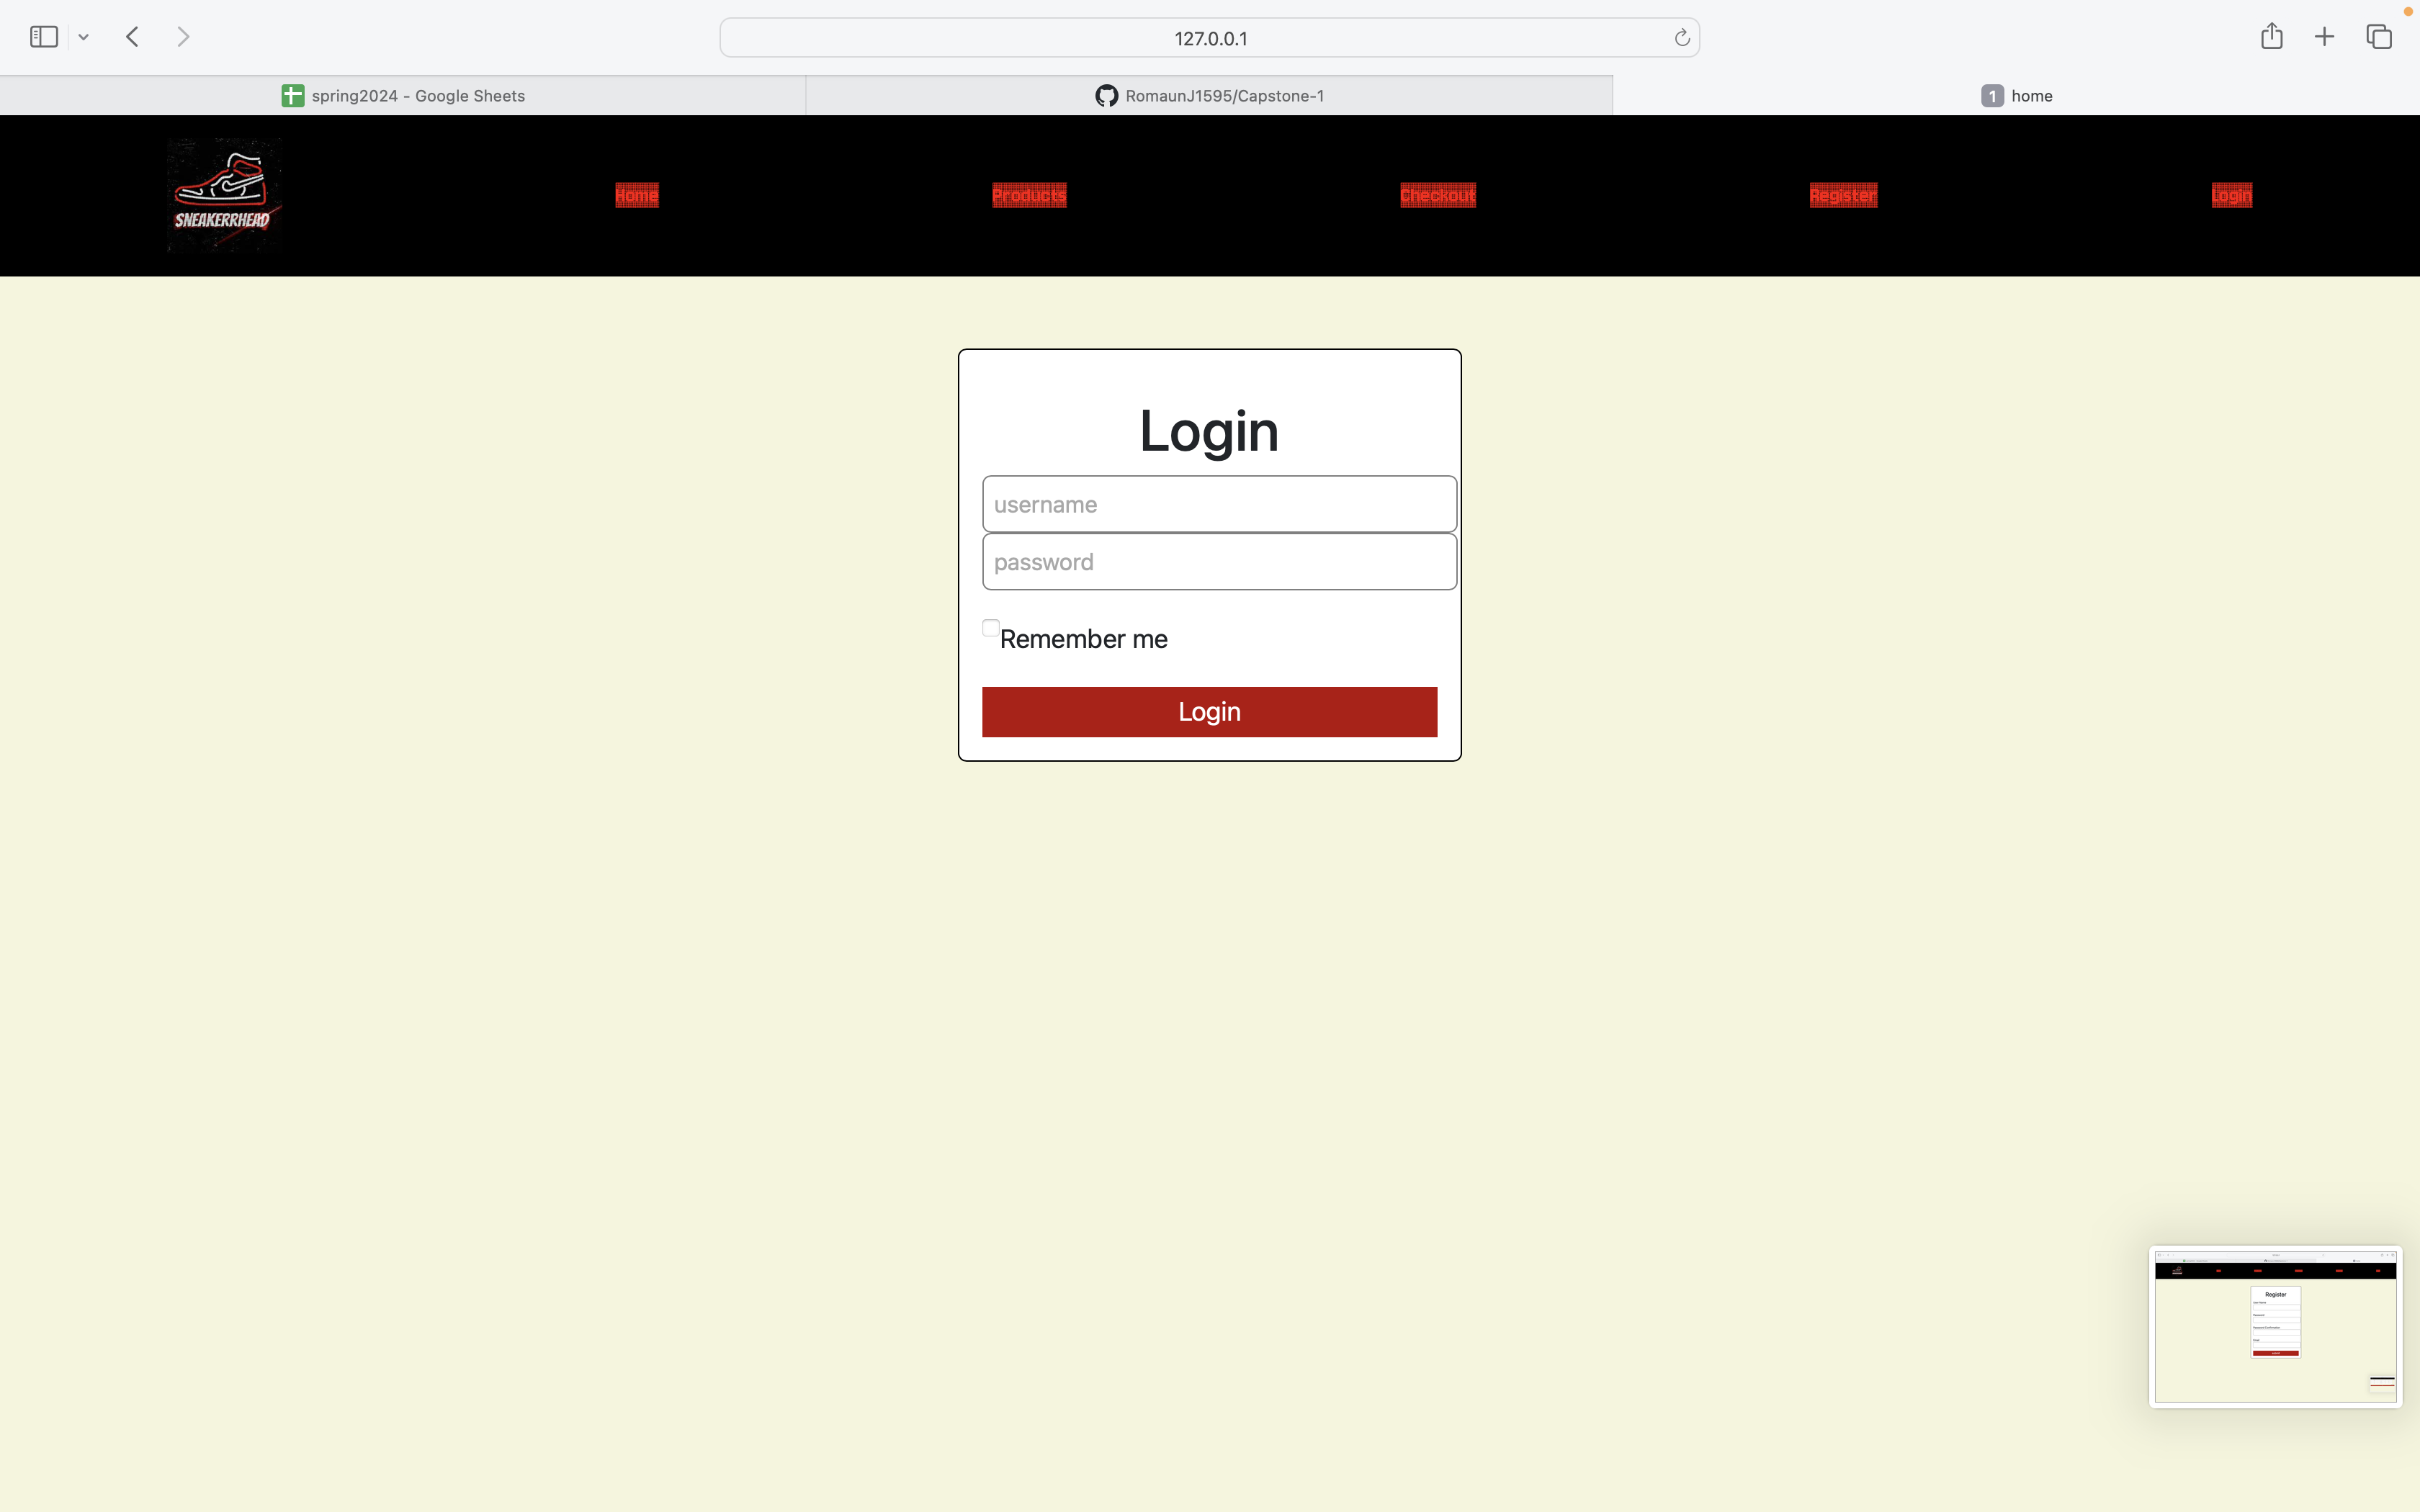 127.0.0.1
spring2024 - Google Sheets
RomaunJ1595/Capstone-1
1 home
SNEAKERRHEAD
Home
Products
Checkout
Register
Login
Login
username
password
Remember me
Login
Register